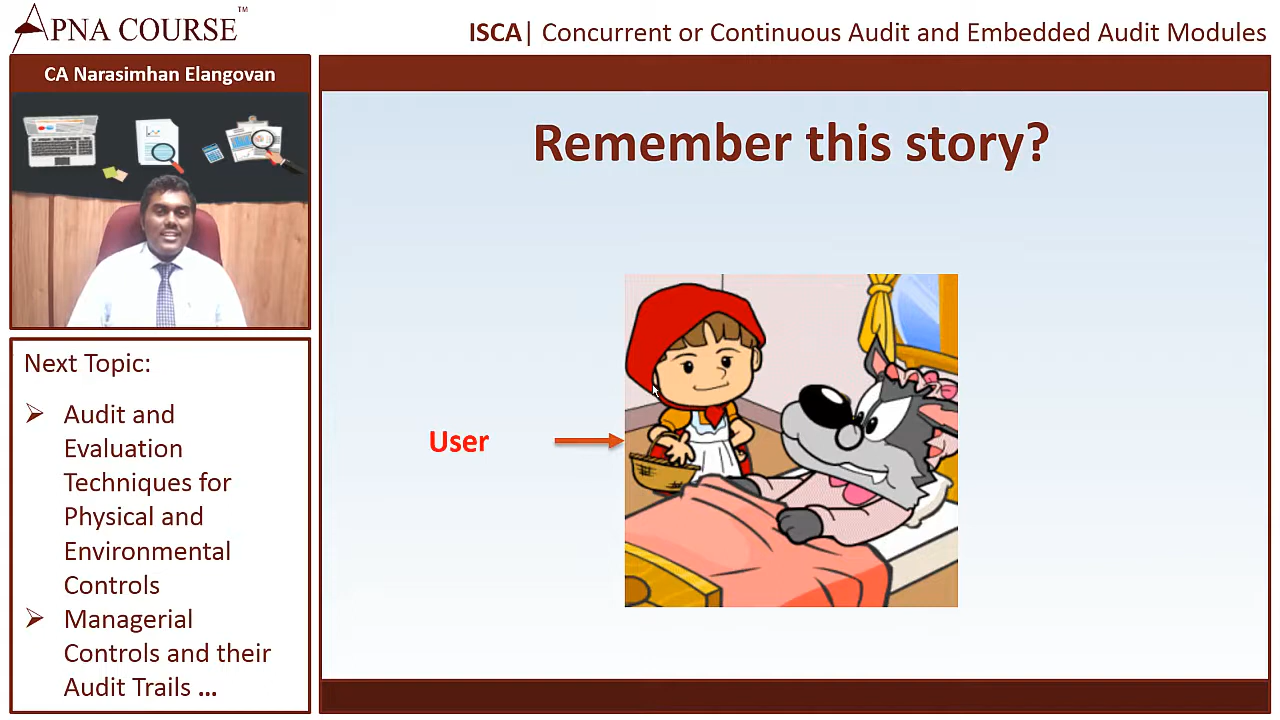 APNA COURSE™
ISCA| Concurrent or Continuous Audit and Embedded Audit Modules
CA Narasimhan Elangovan
Remember this story?
User
Next Topic:
➢ Audit and
Evaluation
Techniques for
Physical and
Environmental
Controls
➢ Managerial
Controls and their
Audit Trails ...